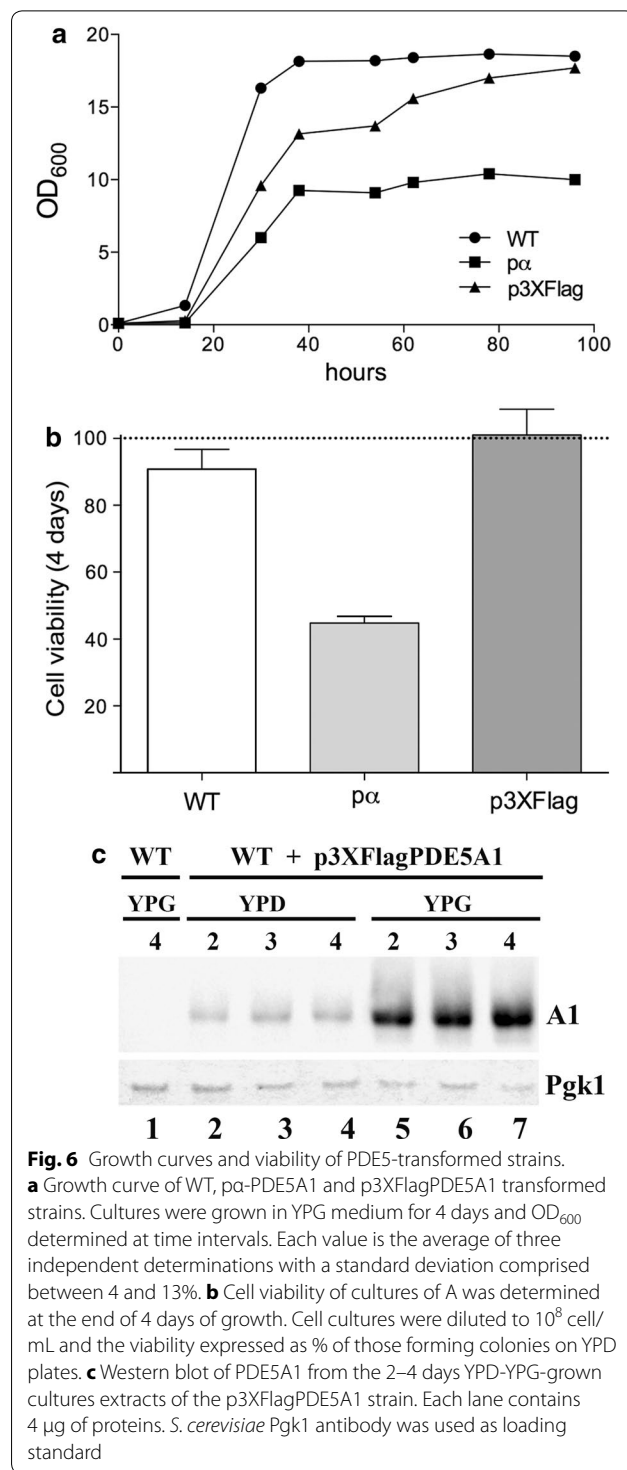 a
20
15
10
5
0
OD600
0 20 40 60 80 100
hours
WT
pα
p3XFlag
b
100
80
60
40
20
Cell viability (4 days)
WT pα p3XFlag
c WT WT + p3XFlagPDE5A1
YPG YPD YPG
4 2 3 4 2 3 4
A1
Pgk1
1 2 3 4 5 6 7
Fig. 6 Growth curves and viability of PDE5-transformed strains.
a Growth curve of WT, pα-PDE5A1 and p3XFlagPDE5A1 transformed
strains. Cultures were grown in YPG medium for 4 days and OD600
determined at time intervals. Each value is the average of three
independent determinations with a standard deviation comprised
between 4 and 13%. b Cell viability of cultures of A was determined
at the end of 4 days of growth. Cell cultures were diluted to 10⁸ cell/
mL and the viability expressed as % of those forming colonies on YPD
plates. c Western blot of PDE5A1 from the 2–4 days YPD-YPG-grown
cultures extracts of the p3XFlagPDE5A1 strain. Each lane contains
4 µg of proteins. S. cerevisiae Pgk1 antibody was used as loading
standard